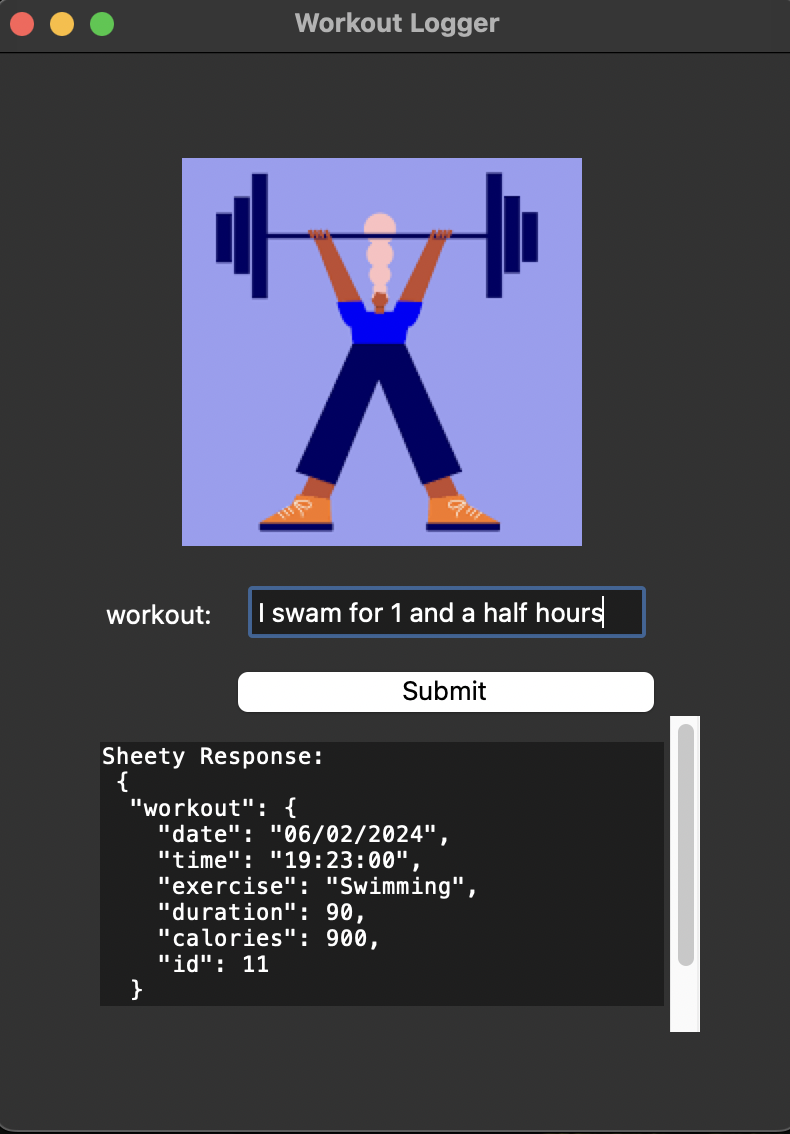 Workout Logger
workout: I swam for 1 and a half hours
Submit
Sheety Response:
{
"workout": {
"date": "06/02/2024",
"time": "19:23:00",
"exercise": "Swimming",
"duration": 90,
"calories": 900,
"id": 11
}